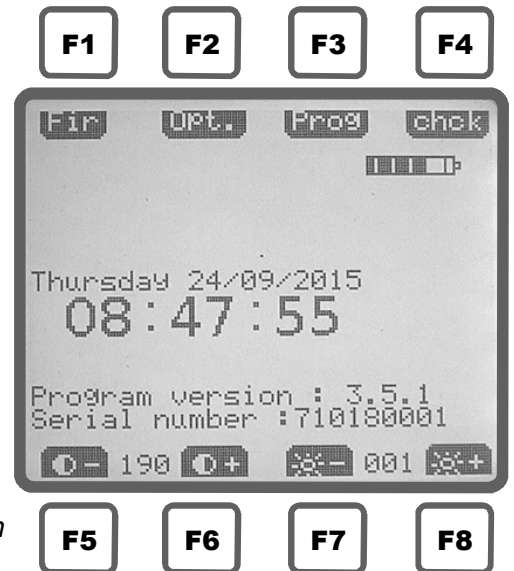 F1 F2 F3 F4
Fir Opt. Prog chck
Thursday 24/09/2015
08:47:55
Program version : 3.5.1
Serial number :710180001
- 190 + - 001 +
F5 F6 F7 F8